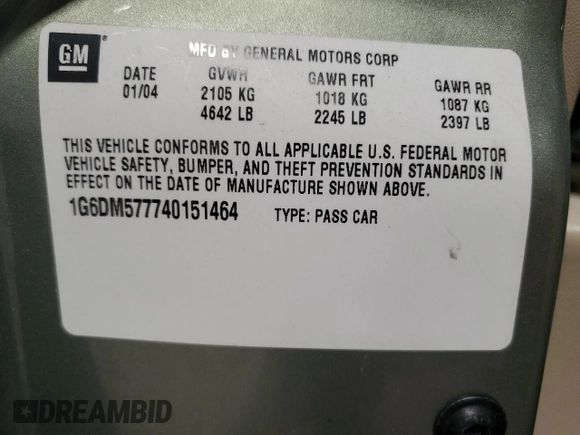 GM
MFD BY GENERAL MOTORS CORP
DATE GVWR GAWR FRT GAWR RR
01/04 2105 KG 1018 KG 1087 KG
4642 LB 2245 LB 2397 LB
THIS VEHICLE CONFORMS TO ALL APPLICABLE U.S. FEDERAL MOTOR
VEHICLE SAFETY, BUMPER, AND THEFT PREVENTION STANDARDS IN
EFFECT ON THE DATE OF MANUFACTURE SHOWN ABOVE.
1G6DM577740151464 TYPE: PASS CAR
DREAMBID